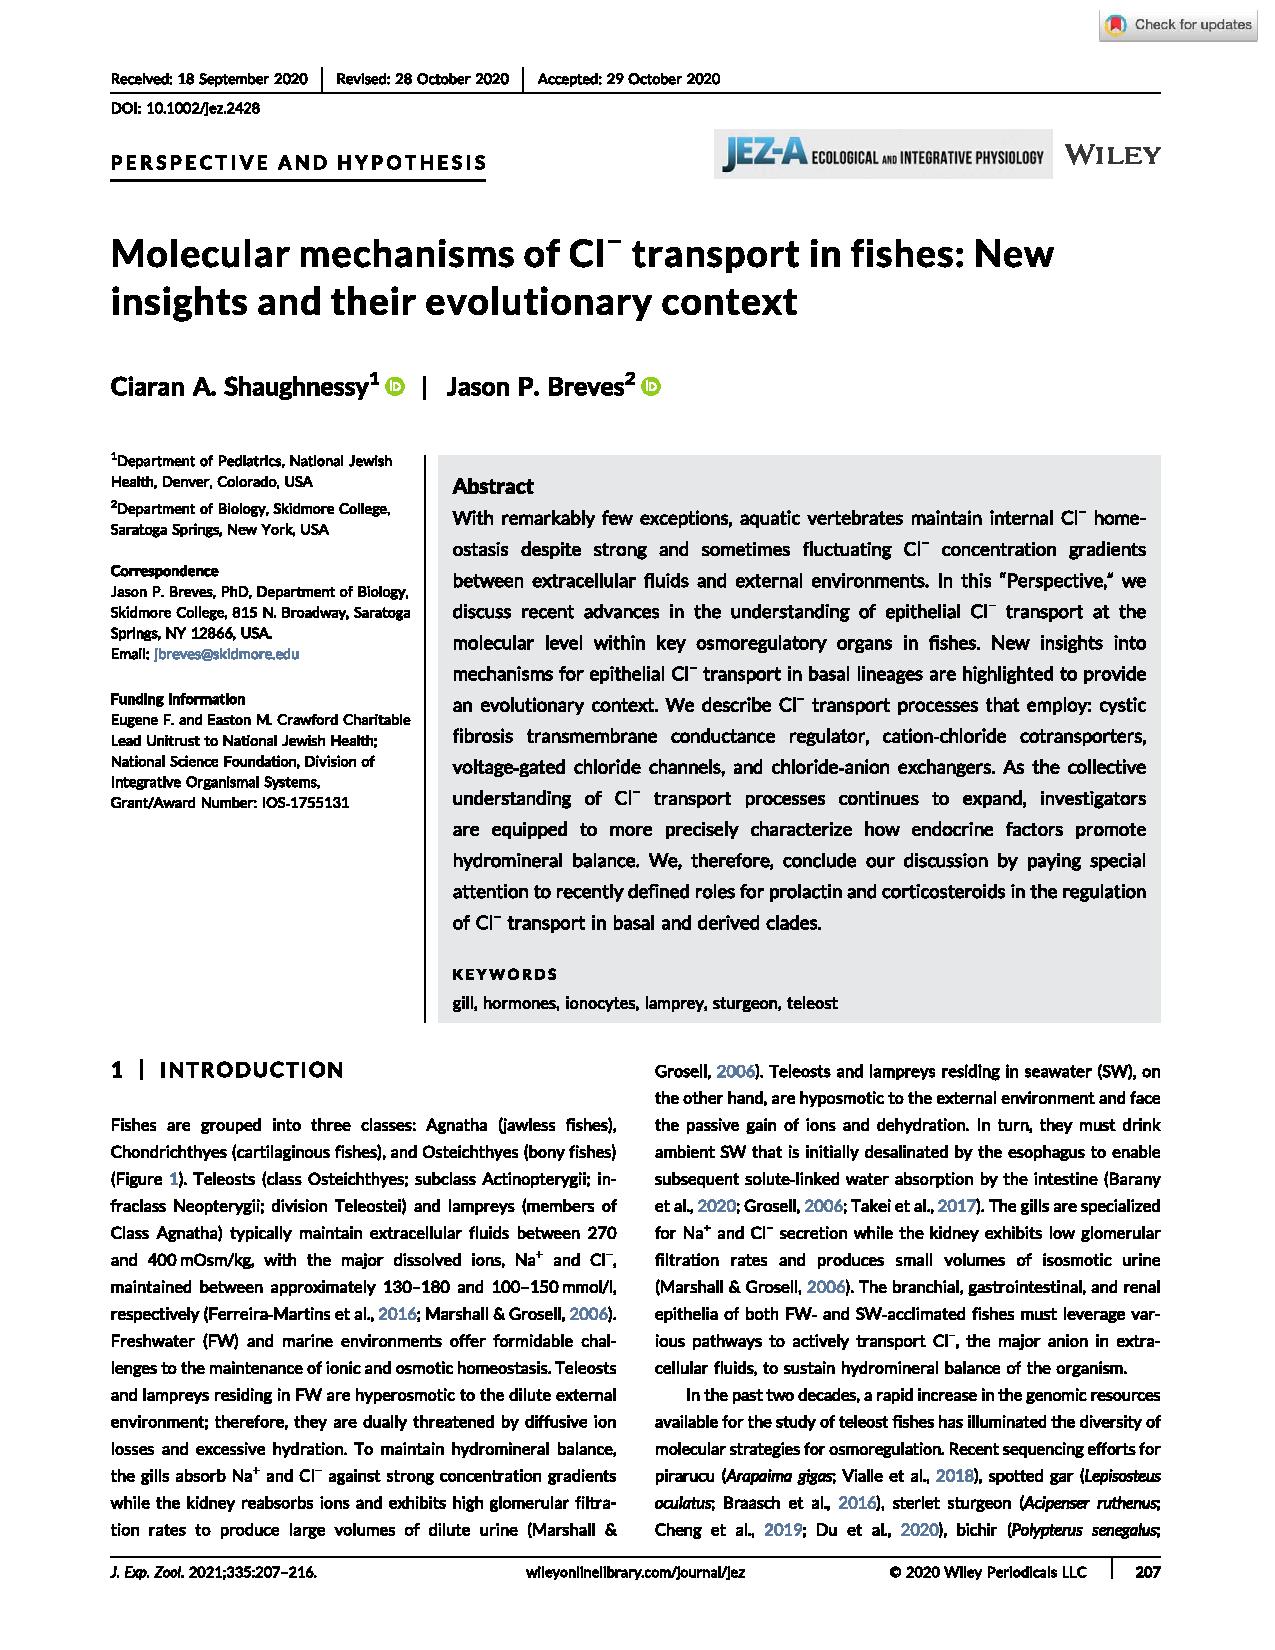 Check for updates
Received: 18 September 2020 | Revised: 28 October 2020 | Accepted: 29 October 2020
DOI: 10.1002/jez.2428
PERSPECTIVE AND HYPOTHESIS
JEZ-A ECOLOGICAL AND INTEGRATIVE PHYSIOLOGY WILEY
Molecular mechanisms of Cl⁻ transport in fishes: New
insights and their evolutionary context
Ciaran A. Shaughnessy¹ iD | Jason P. Breves² iD
¹Department of Pediatrics, National Jewish
Health, Denver, Colorado, USA
²Department of Biology, Skidmore College,
Saratoga Springs, New York, USA
Correspondence
Jason P. Breves, PhD, Department of Biology,
Skidmore College, 815 N. Broadway, Saratoga
Springs, NY 12866, USA.
Email: jbreves@skidmore.edu
Funding information
Eugene F. and Easton M. Crawford Charitable
Lead Unitrust to National Jewish Health;
National Science Foundation, Division of
Integrative Organismal Systems,
Grant/Award Number: IOS-1755131
Abstract
With remarkably few exceptions, aquatic vertebrates maintain internal Cl⁻ home-
ostasis despite strong and sometimes fluctuating Cl⁻ concentration gradients
between extracellular fluids and external environments. In this “Perspective,” we
discuss recent advances in the understanding of epithelial Cl⁻ transport at the
molecular level within key osmoregulatory organs in fishes. New insights into
mechanisms for epithelial Cl⁻ transport in basal lineages are highlighted to provide
an evolutionary context. We describe Cl⁻ transport processes that employ: cystic
fibrosis transmembrane conductance regulator, cation-chloride cotransporters,
voltage-gated chloride channels, and chloride-anion exchangers. As the collective
understanding of Cl⁻ transport processes continues to expand, investigators
are equipped to more precisely characterize how endocrine factors promote
hydromineral balance. We, therefore, conclude our discussion by paying special
attention to recently defined roles for prolactin and corticosteroids in the regulation
of Cl⁻ transport in basal and derived clades.
KEYWORDS
gill, hormones, ionocytes, lamprey, sturgeon, teleost
1 | INTRODUCTION
Fishes are grouped into three classes: Agnatha (jawless fishes),
Chondrichthyes (cartilaginous fishes), and Osteichthyes (bony fishes)
(Figure 1). Teleosts (class Osteichthyes; subclass Actinopterygii; in-
fraclass Neopterygii; division Teleostei) and lampreys (members of
Class Agnatha) typically maintain extracellular fluids between 270
and 400 mOsm/kg, with the major dissolved ions, Na⁺ and Cl⁻,
maintained between approximately 130–180 and 100–150 mmol/l,
respectively (Ferreira-Martins et al., 2016; Marshall & Grosell, 2006).
Freshwater (FW) and marine environments offer formidable chal-
lenges to the maintenance of ionic and osmotic homeostasis. Teleosts
and lampreys residing in FW are hyperosmotic to the dilute external
environment; therefore, they are dually threatened by diffusive ion
losses and excessive hydration. To maintain hydromineral balance,
the gills absorb Na⁺ and Cl⁻ against strong concentration gradients
while the kidney reabsorbs ions and exhibits high glomerular filtra-
tion rates to produce large volumes of dilute urine (Marshall &
Grosell, 2006). Teleosts and lampreys residing in seawater (SW), on
the other hand, are hyposmotic to the external environment and face
the passive gain of ions and dehydration. In turn, they must drink
ambient SW that is initially desalinated by the esophagus to enable
subsequent solute-linked water absorption by the intestine (Barany
et al., 2020; Grosell, 2006; Takei et al., 2017). The gills are specialized
for Na⁺ and Cl⁻ secretion while the kidney exhibits low glomerular
filtration rates and produces small volumes of isosmotic urine
(Marshall & Grosell, 2006). The branchial, gastrointestinal, and renal
epithelia of both FW- and SW-acclimated fishes must leverage var-
ious pathways to actively transport Cl⁻, the major anion in extra-
cellular fluids, to sustain hydromineral balance of the organism.
In the past two decades, a rapid increase in the genomic resources
available for the study of teleost fishes has illuminated the diversity of
molecular strategies for osmoregulation. Recent sequencing efforts for
pirarucu (Arapaima gigas; Vialle et al., 2018), spotted gar (Lepisosteus
oculatus; Braasch et al., 2016), sterlet sturgeon (Acipenser ruthenus;
Cheng et al., 2019; Du et al., 2020), bichir (Polypterus senegalus;
J. Exp. Zool. 2021;335:207–216. wileyonlinelibrary.com/journal/jez © 2020 Wiley Periodicals LLC | 207